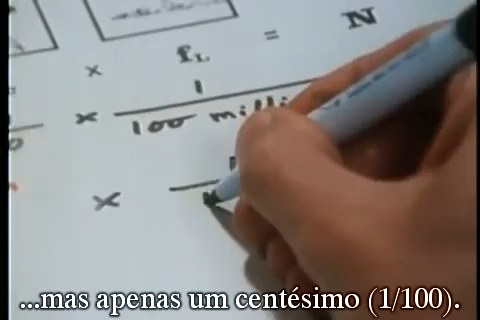 × f_L = N
× 1
100 milli
×
...mas apenas um centésimo (1/100).